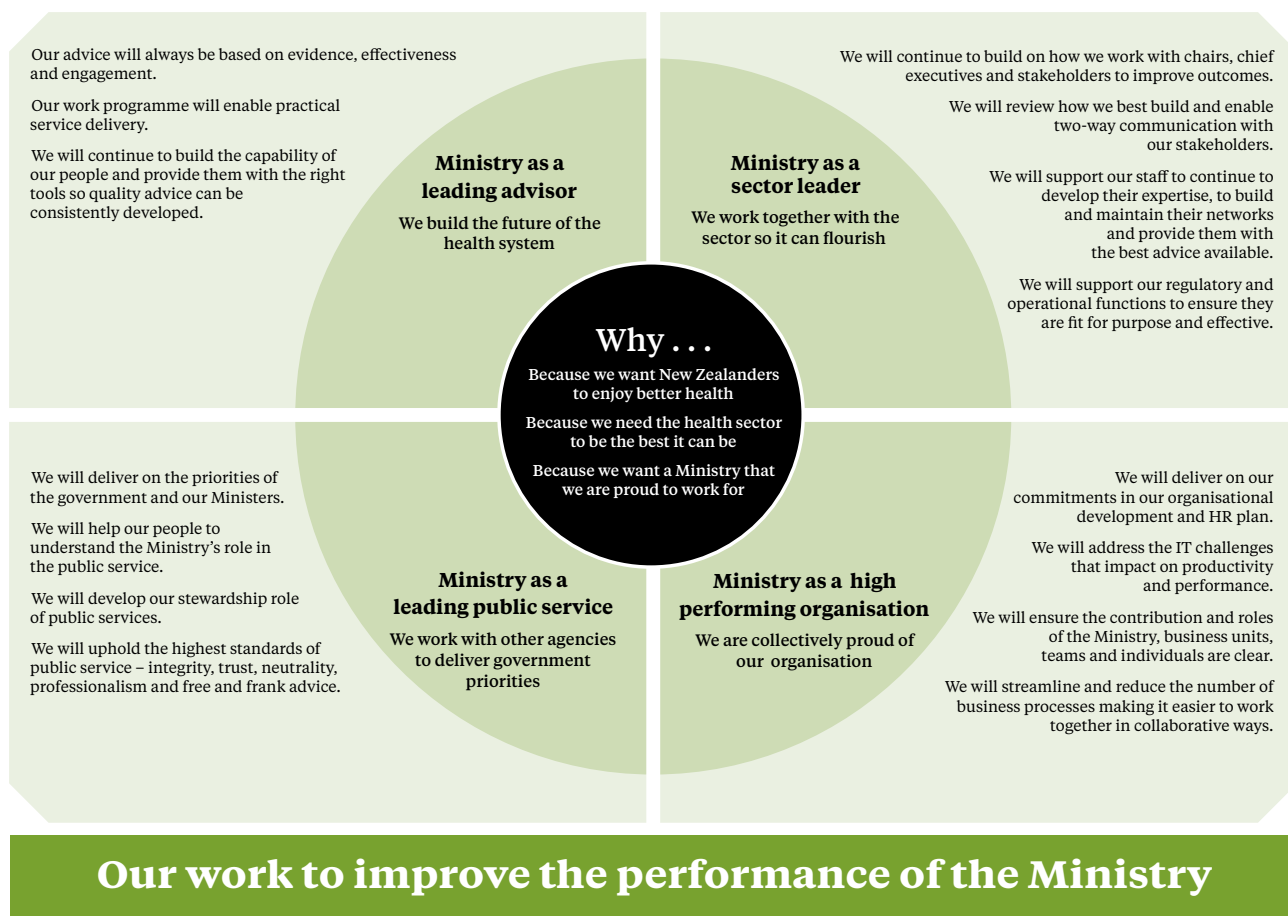 Our advice will always be based on evidence, effectiveness
and engagement.
Our work programme will enable practical
service delivery.
We will continue to build the capability of
our people and provide them with the right
tools so quality advice can be
consistently developed.
Ministry as a
leading advisor
We build the future of the
health system
Ministry as a
sector leader
We work together with the
sector so it can flourish
We will continue to build on how we work with chairs, chief
executives and stakeholders to improve outcomes.
We will review how we best build and enable
two-way communication with
our stakeholders.
We will support our staff to continue to
develop their expertise, to build
and maintain their networks
and provide them with
the best advice available.
We will support our regulatory and
operational functions to ensure they
are fit for purpose and effective.
Why . . .
Because we want New Zealanders
to enjoy better health
Because we need the health sector
to be the best it can be
Because we want a Ministry that
we are proud to work for
We will deliver on the priorities of
the government and our Ministers.
We will help our people to
understand the Ministry’s role in
the public service.
We will develop our stewardship role
of public services.
We will uphold the highest standards of
public service – integrity, trust, neutrality,
professionalism and free and frank advice.
Ministry as a
leading public service
We work with other agencies
to deliver government
priorities
Ministry as a high
performing organisation
We are collectively proud of
our organisation
We will deliver on our
commitments in our organisational
development and HR plan.
We will address the IT challenges
that impact on productivity
and performance.
We will ensure the contribution and roles
of the Ministry, business units,
teams and individuals are clear.
We will streamline and reduce the number of
business processes making it easier to work
together in collaborative ways.
Our work to improve the performance of the Ministry